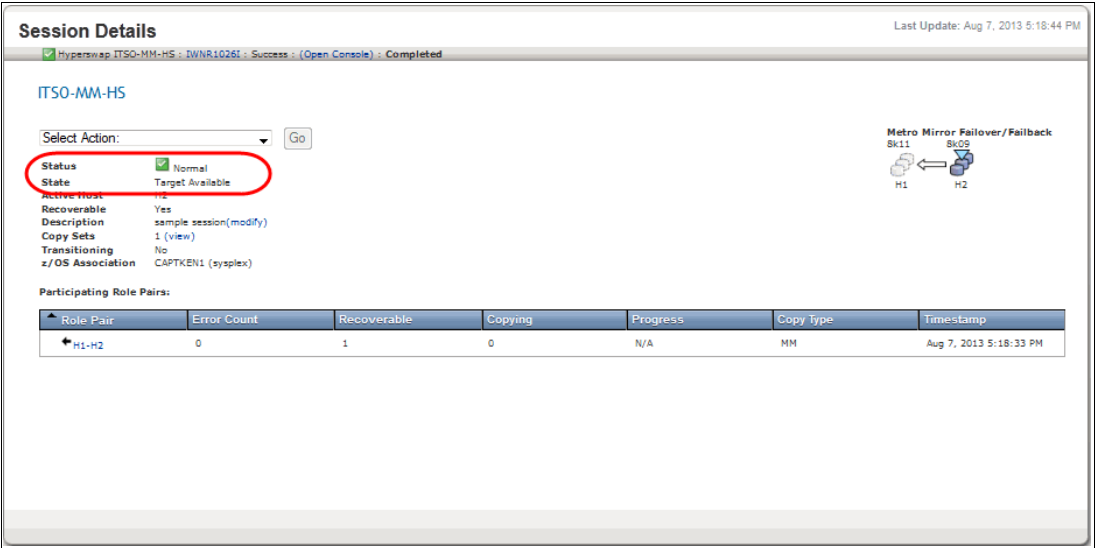 Session Details
Last Update: Aug 7, 2013 5:18:44 PM
Hyperswap ITSO-MM-HS : IWNR1026I : Success : (Open Console) : Completed
ITSO-MM-HS
Select Action:
Go
Metro Mirror Failover/Failback
8k11 8k09
H1 H2
Status Normal
State Target Available
Active Host H2
Recoverable Yes
Description sample session(modify)
Copy Sets 1 (view)
Transitioning No
z/OS Association CAPTKEN1 (sysplex)
Participating Role Pairs:
Role Pair Error Count Recoverable Copying Progress Copy Type Timestamp
H1-H2 0 1 0 N/A MM Aug 7, 2013 5:18:33 PM